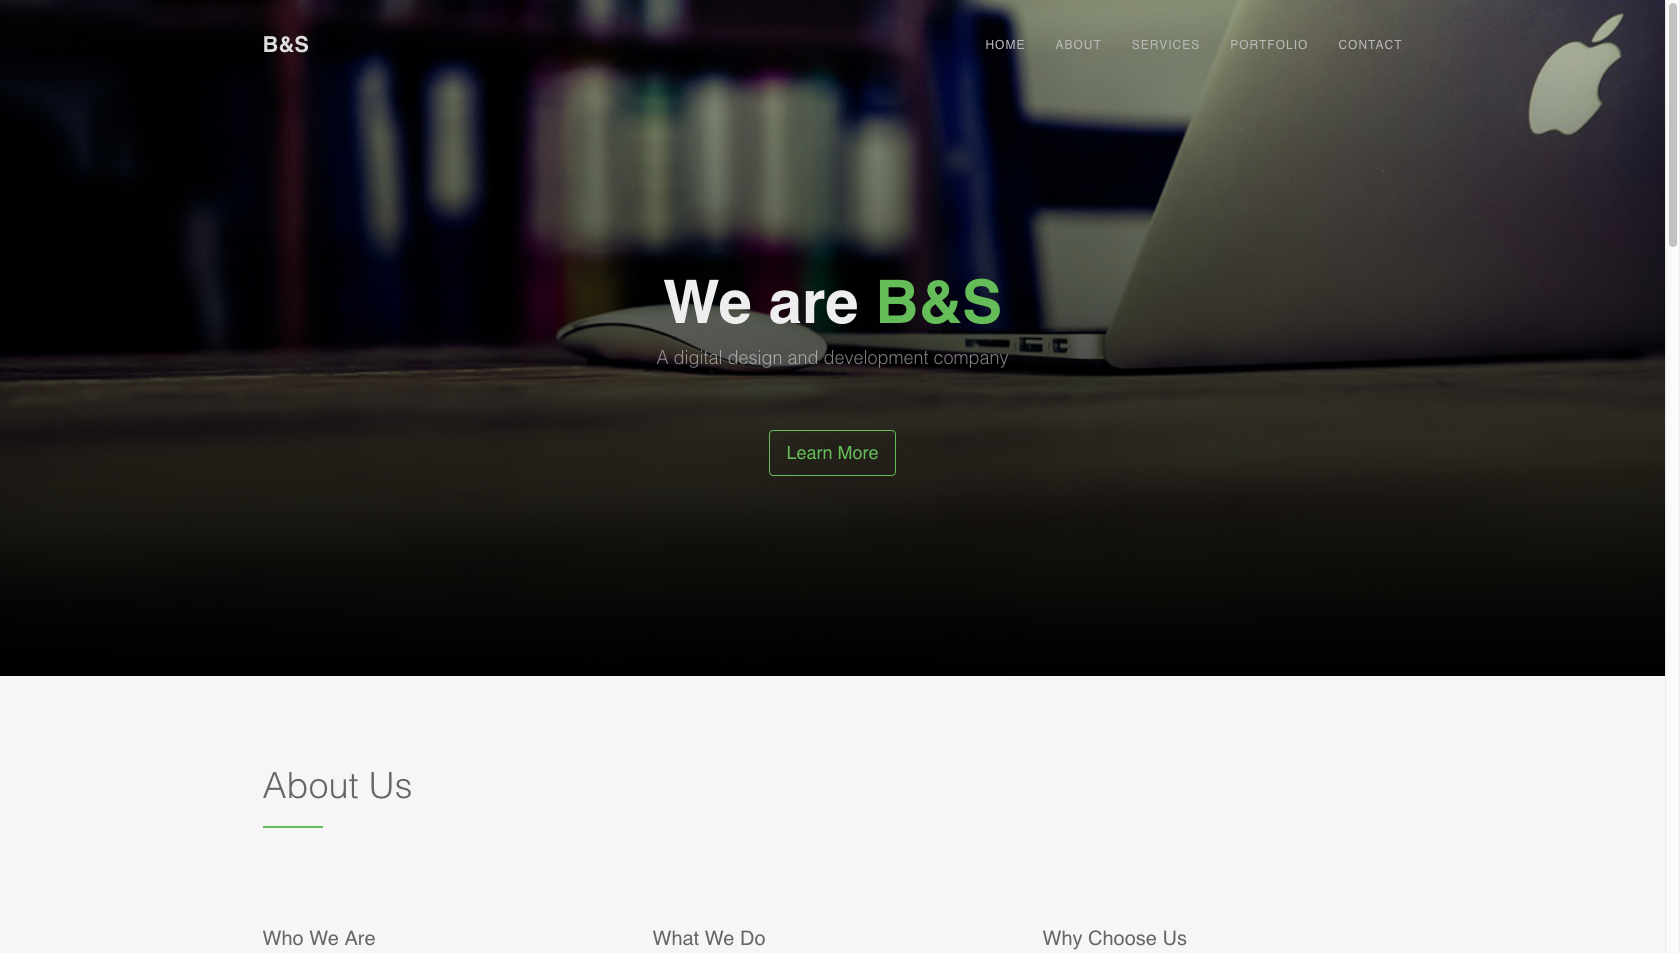 B&S
HOME ABOUT SERVICES PORTFOLIO CONTACT
We are B&S
A digital design and development company
Learn More
About Us
Who We Are
What We Do
Why Choose Us